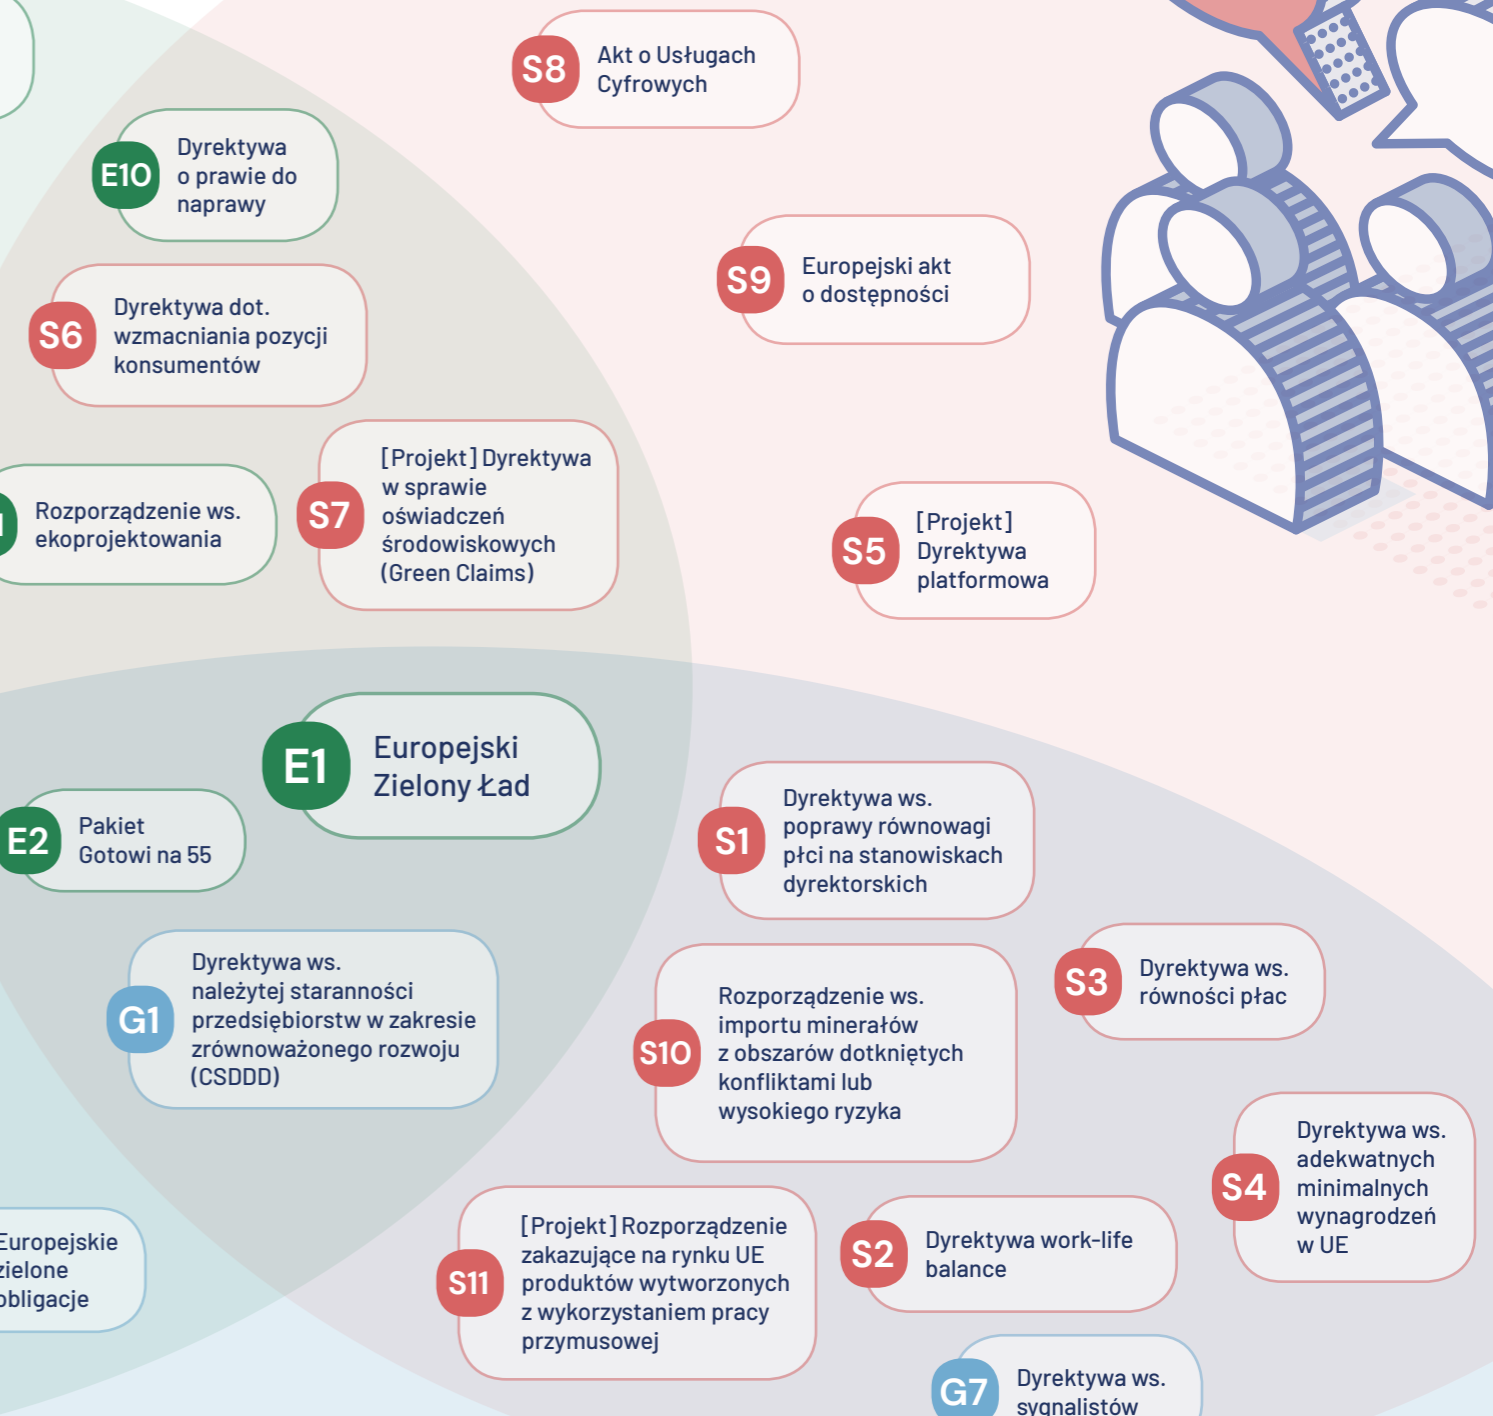 S8
Akt o Usługach
Cyfrowych
E10
Dyrektywa
o prawie do
naprawy
S9
Europejski akt
o dostępności
S6
Dyrektywa dot.
wzmacniania pozycji
konsumentów
Rozporządzenie ws.
ekoprojektowania
S7
[Projekt] Dyrektywa
w sprawie
oświadczeń
środowiskowych
(Green Claims)
S5
[Projekt]
Dyrektywa
platformowa
E1
Europejski
Zielony Ład
E2
Pakiet
Gotowi na 55
S1
Dyrektywa ws.
poprawy równowagi
płci na stanowiskach
dyrektorskich
G1
Dyrektywa ws.
należytej staranności
przedsiębiorstw w zakresie
zrównoważonego rozwoju
(CSDDD)
S10
Rozporządzenie ws.
importu minerałów
z obszarów dotkniętych
konfliktami lub
wysokiego ryzyka
S3
Dyrektywa ws.
równości płac
S4
Dyrektywa ws.
adekwatnych
minimalnych
wynagrodzeń
w UE
Europejskie
zielone
obligacje
S11
[Projekt] Rozporządzenie
zakazujące na rynku UE
produktów wytworzonych
z wykorzystaniem pracy
przymusowej
S2
Dyrektywa work-life
balance
G7
Dyrektywa ws.
sygnalistów